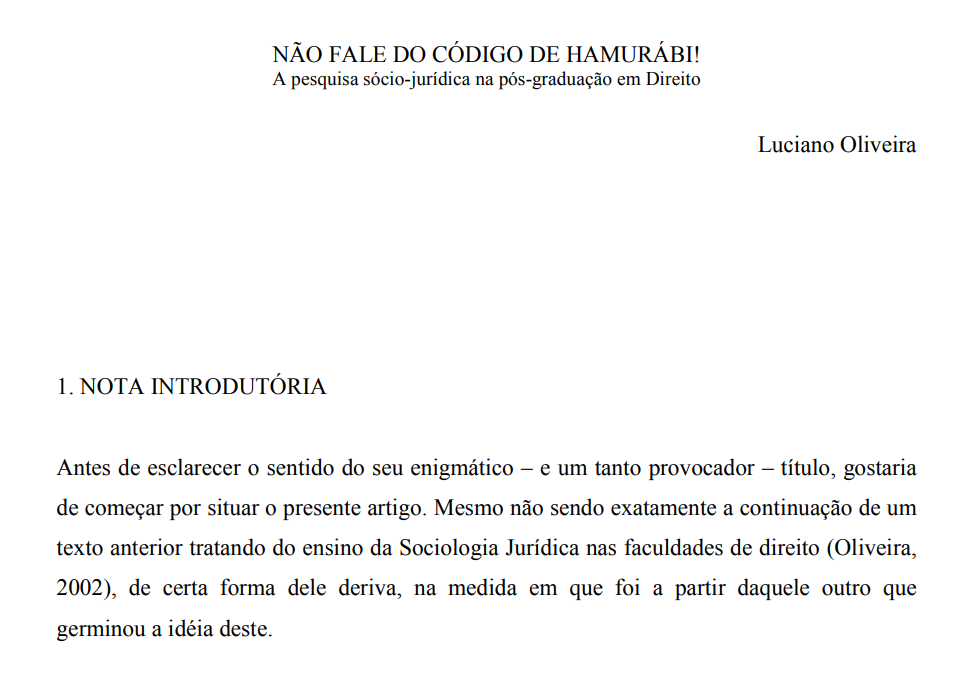 NÃO FALE DO CÓDIGO DE HAMURÁBI!
A pesquisa sócio-jurídica na pós-graduação em Direito
Luciano Oliveira
1. NOTA INTRODUTÓRIA
Antes de esclarecer o sentido do seu enigmático – e um tanto provocador – título, gostaria
de começar por situar o presente artigo. Mesmo não sendo exatamente a continuação de um
texto anterior tratando do ensino da Sociologia Jurídica nas faculdades de direito (Oliveira,
2002), de certa forma dele deriva, na medida em que foi a partir daquele outro que
germinou a idéia deste.